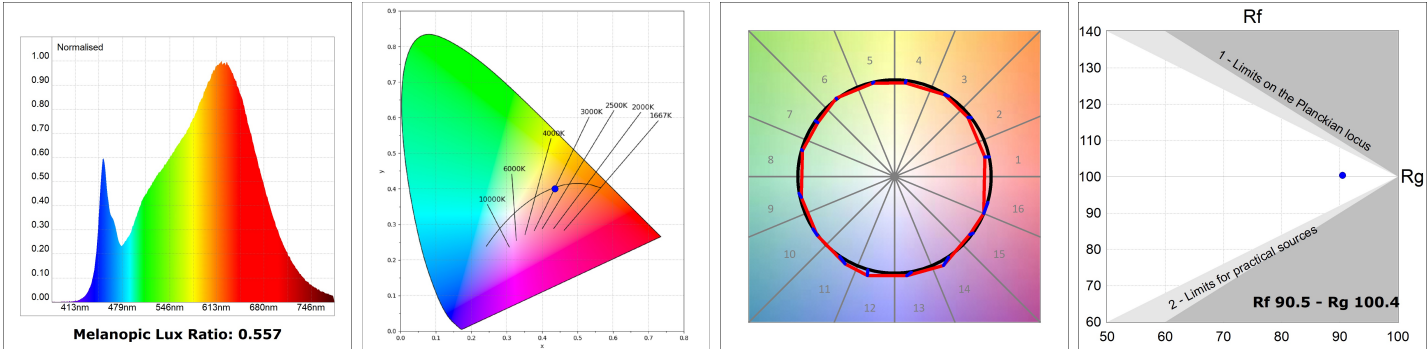 Normalised
1.00
0.90
0.80
0.70
0.60
0.50
0.40
0.30
0.20
0.10
0.00
413nm 479nm 546nm 613nm 680nm 746nm
Melanopic Lux Ratio: 0.557
0.9
0.8
0.7
0.6
0.5
0.4
0.3
0.2
0.1
0.0
y
0.0 0.1 0.2 0.3 0.4 0.5 0.6 0.7 0.8
x
10000K
6000K
4000K
3000K
2500K
2000K
1667K
1
2
3
4
5
6
7
8
9
10
11
12
13
14
15
16
Rf
140
130
120
110
100
90
80
70
60
Rg
1 - Limits on the Planckian locus
2 - Limits for practical sources
Rf 90.5 - Rg 100.4
50 60 70 80 90 100